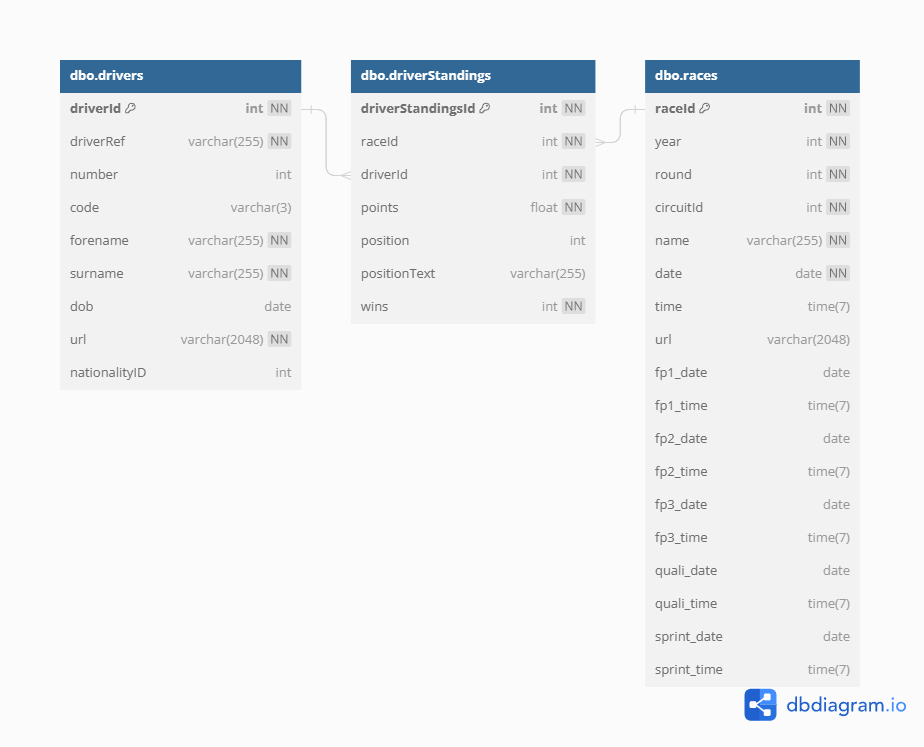 dbo.drivers
driverId int NN
driverRef varchar(255) NN
number int
code varchar(3)
forename varchar(255) NN
surname varchar(255) NN
dob date
url varchar(2048) NN
nationalityID int
dbo.driverStandings
driverStandingsId int NN
raceId int NN
driverId int NN
points float NN
position int
positionText varchar(255)
wins int NN
dbo.races
raceId int NN
year int NN
round int NN
circuitId int NN
name varchar(255) NN
date date NN
time time(7)
url varchar(2048)
fp1_date date
fp1_time time(7)
fp2_date date
fp2_time time(7)
fp3_date date
fp3_time time(7)
quali_date date
quali_time time(7)
sprint_date date
sprint_time time(7)
dbdiagram.io